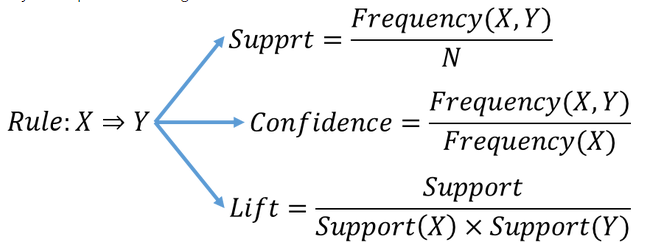 Supprt = Frequency(X, Y) / N
Rule: X ⇒ Y
Confidence = Frequency(X, Y) / Frequency(X)
Lift = Support / Support(X) × Support(Y)